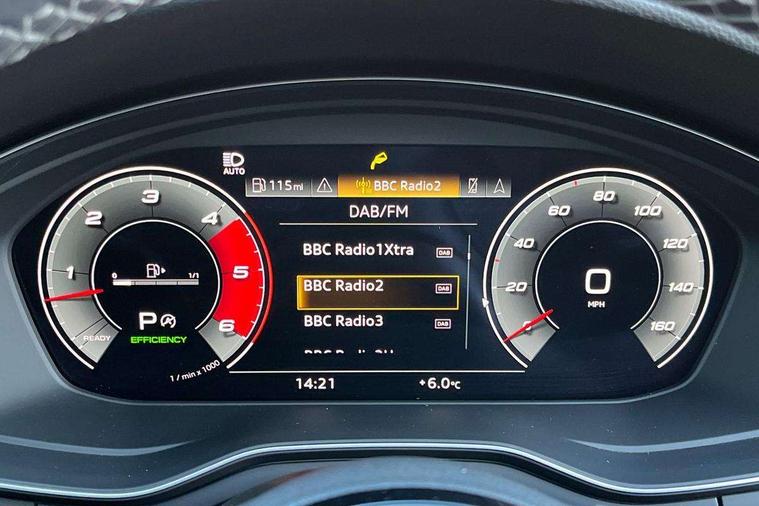 AUTO
115mi
BBC Radio2
DAB/FM
BBC Radio1Xtra DAB
BBC Radio2 DAB
BBC Radio3 DAB
14:21
+6.0°C
READY
1
2
3
4
5
6
0
1/1
P
EFFICIENCY
1 / min x 1000
0
20
40
60
80
100
120
140
160
0
MPH